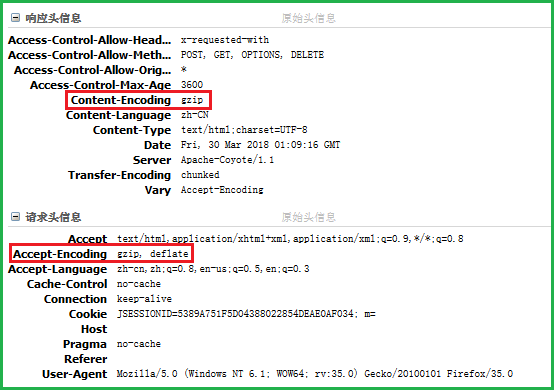 响应头信息 原始头信息
Access-Control-Allow-Head... x-requested-with
Access-Control-Allow-Meth... POST, GET, OPTIONS, DELETE
Access-Control-Allow-Orig... *
Access-Control-Max-Age 3600
Content-Encoding gzip
Content-Language zh-CN
Content-Type text/html;charset=UTF-8
Date Fri, 30 Mar 2018 01:09:16 GMT
Server Apache-Coyote/1.1
Transfer-Encoding chunked
Vary Accept-Encoding
请求头信息 原始头信息
Accept text/html,application/xhtml+xml,application/xml;q=0.9,*/*;q=0.8
Accept-Encoding gzip, deflate
Accept-Language zh-cn,zh;q=0.8,en-us;q=0.5,en;q=0.3
Cache-Control no-cache
Connection keep-alive
Cookie JSESSIONID=5389A751F5D04388022854DEAE0AF034; m=
Host
Pragma no-cache
Referer
User-Agent Mozilla/5.0 (Windows NT 6.1; WOW64; rv:35.0) Gecko/20100101 Firefox/35.0